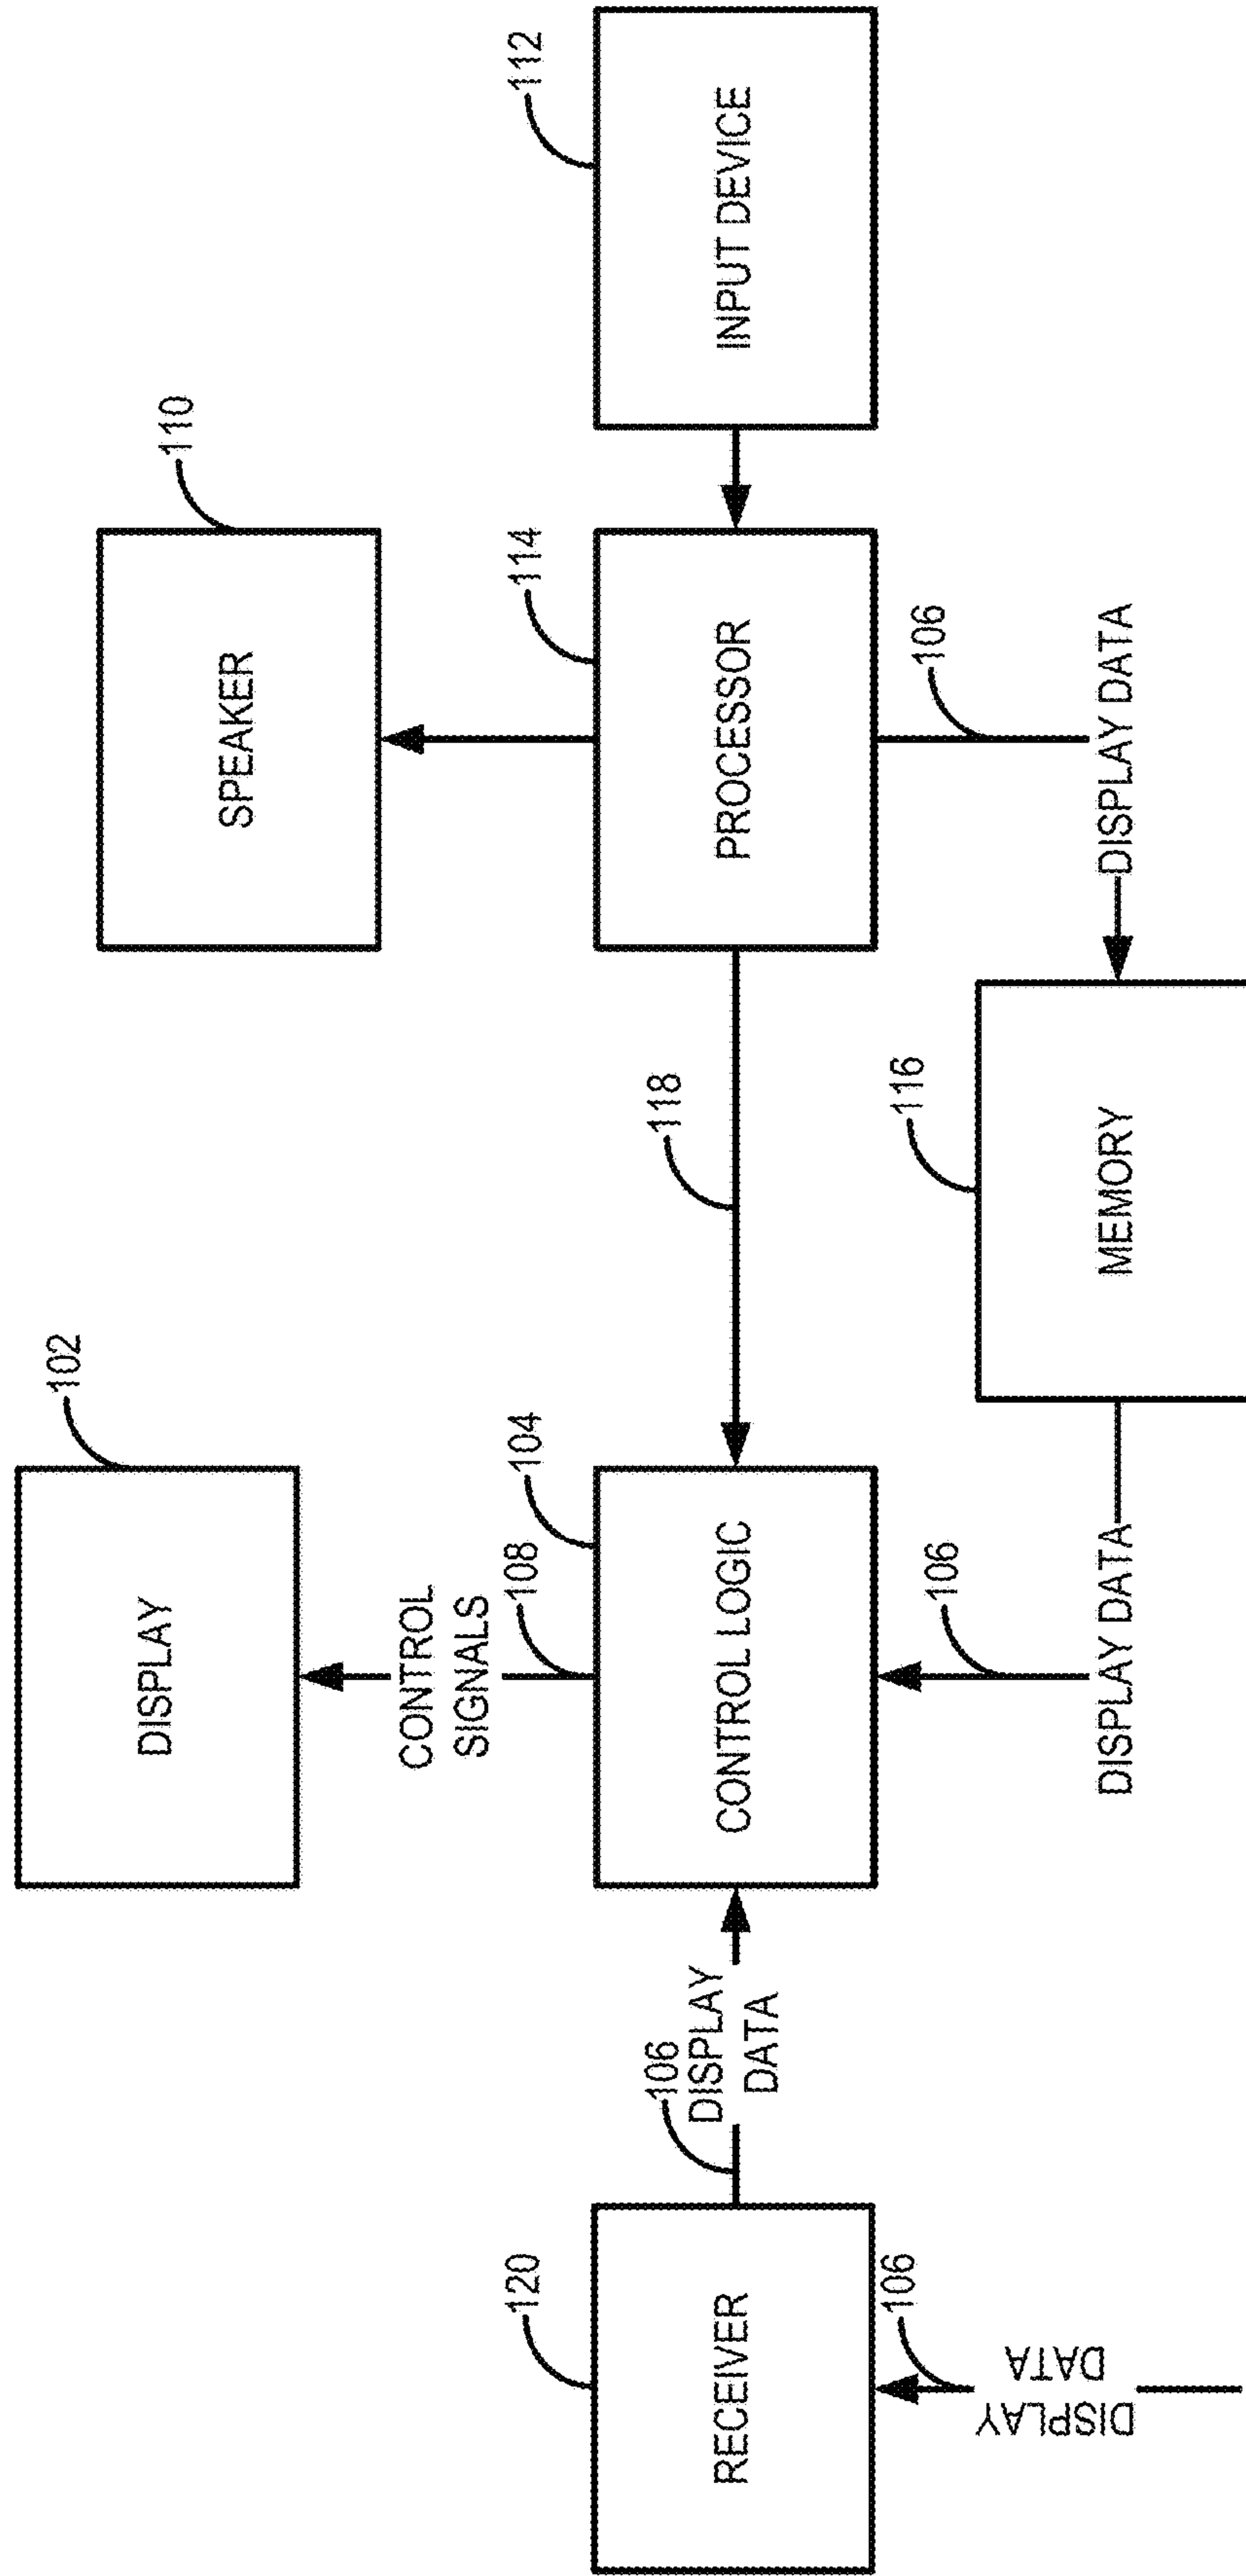 102
DISPLAY
110
SPEAKER
CONTROL
SIGNALS
108
120
RECEIVER
106
DISPLAY
DATA
104
CONTROL LOGIC
118
114
PROCESSOR
112
INPUT DEVICE
106
DISPLAY
DATA
106
DISPLAY DATA
116
MEMORY
106
DISPLAY DATA